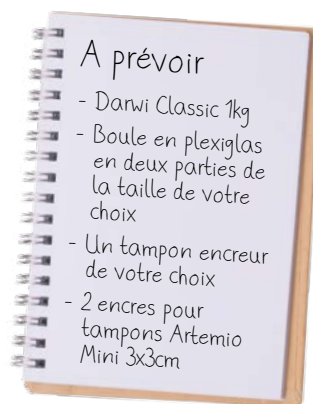 A prévoir
- Darwi Classic 1kg
- Boule en plexiglas
en deux parties de
la taille de votre
choix
- Un tampon encreur
de votre choix
- 2 encres pour
tampons Artemio
Mini 3x3cm